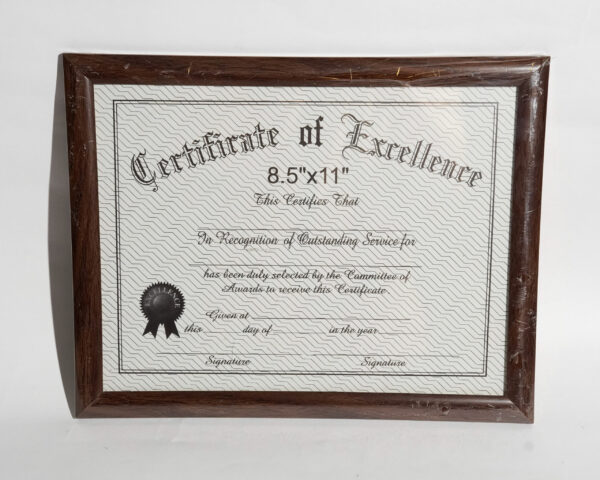 Certificate of Excellence
8.5"x11"
This Certifies That
In Recognition of Outstanding Service for
has been duly selected by the Committee of
Awards to receive this Certificate
Given at
this day of in the year
Signature Signature
EXCELLENCE